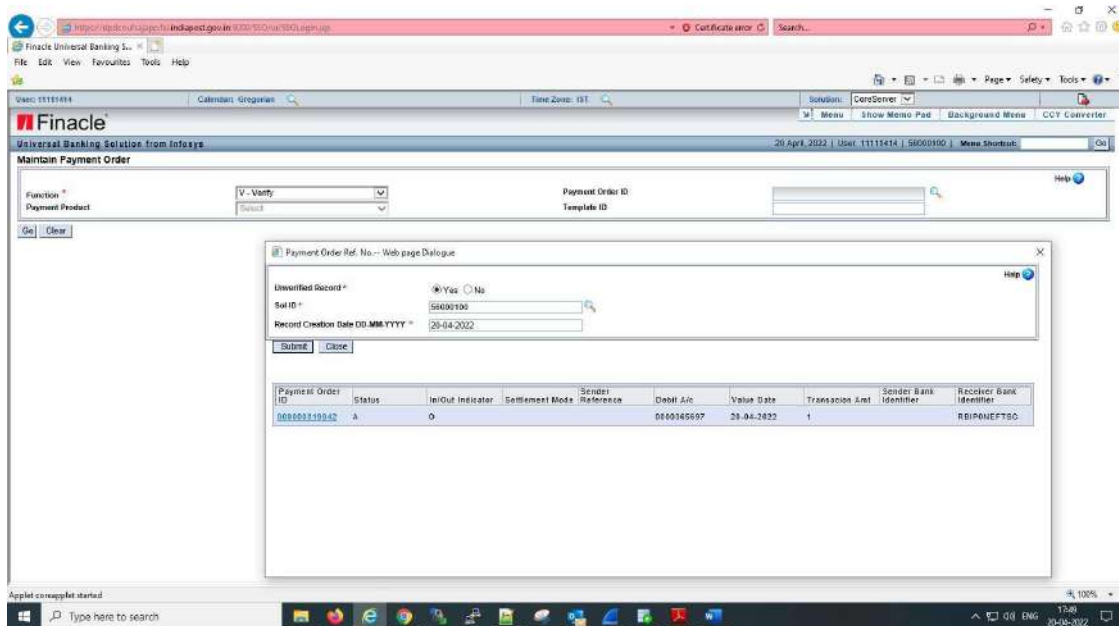 indiapost.gov.in
Certificate error
Search...
Finacle Universal Banking S...
File Edit View Favourites Tools Help
Page Safety Tools
User: 11111414 Calendar: Gregorian Time Zone: IST Solution: CoreServer
Finacle Menu Show Memo Pad Background Menu CCY Converter
Universal Banking Solution from Infosys 20 April, 2022 | User 11111414 | 56000100 | Menu Shortcut: Go
Maintain Payment Order
Help
Function * V - Verify Payment Order ID
Payment Product Select Template ID
Go Clear
Payment Order Ref. No.-- Web page Dialogue
Help
Unverified Record * Yes No
Sol ID * 56000100
Record Creation Date DD-MM-YYYY * 20-04-2022
Submit Close
Payment Order ID Status In/Out Indicator Settlement Mode Sender Reference Debit A/c Value Date Transacion Amt Sender Bank Identifier Receiver Bank Identifier
000000319942 A O 0000365697 20-04-2022 1 RBIP0NEFTSC
Applet coreapplet started
100%
Type here to search
ENG
17:49
20-04-2022